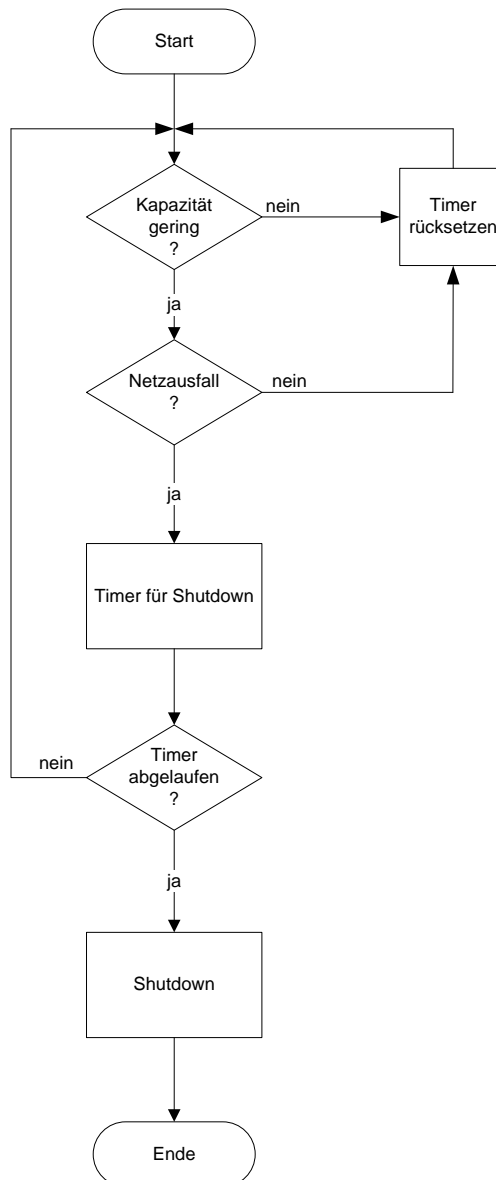 Start
Kapazität
gering
?
nein
Timer
rücksetzen
ja
Netzausfall
?
nein
ja
Timer für Shutdown
nein
Timer
abgelaufen
?
ja
Shutdown
Ende